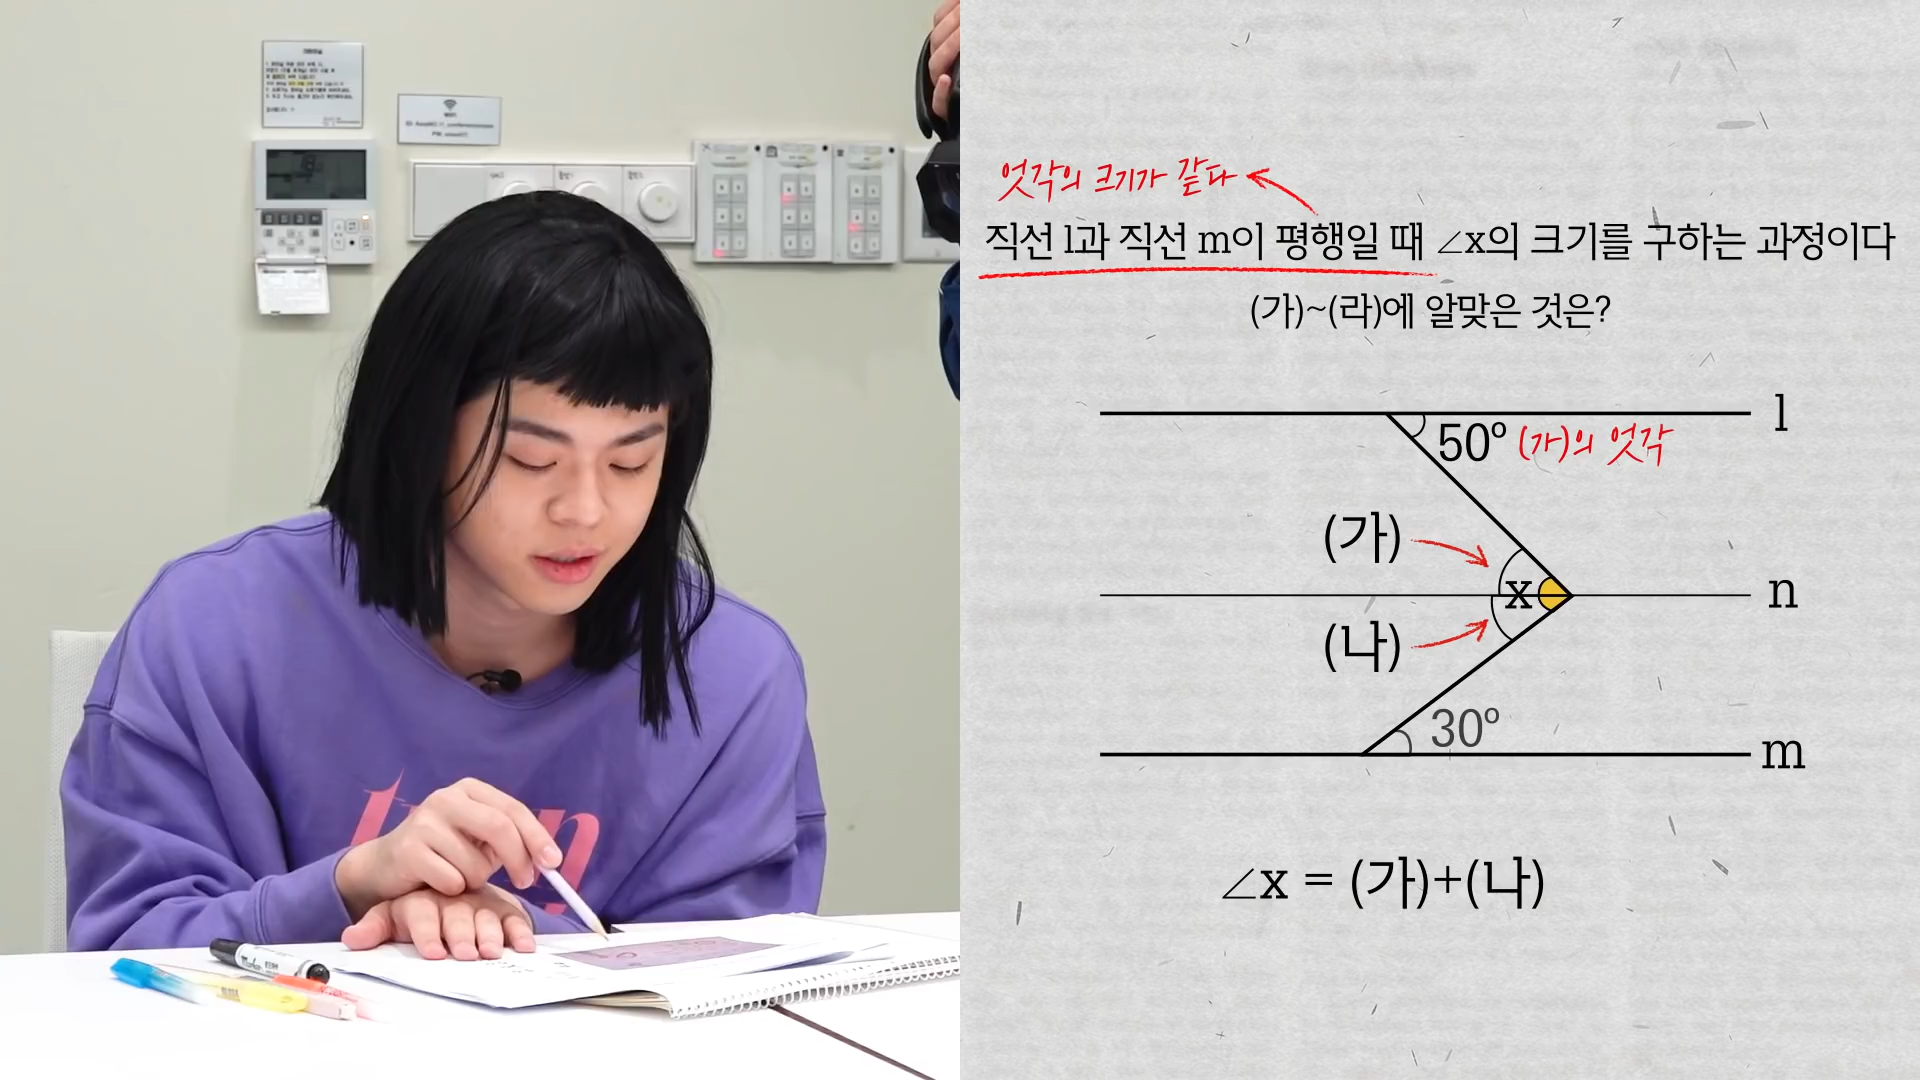 엇각의 크기가 같다
직선 l과 직선 m이 평행일 때 ∠x의 크기를 구하는 과정이다
(가)~(라)에 알맞은 것은?
l
50º (가)의 엇각
(가)
x
n
(나)
30º
m
∠x = (가)+(나)